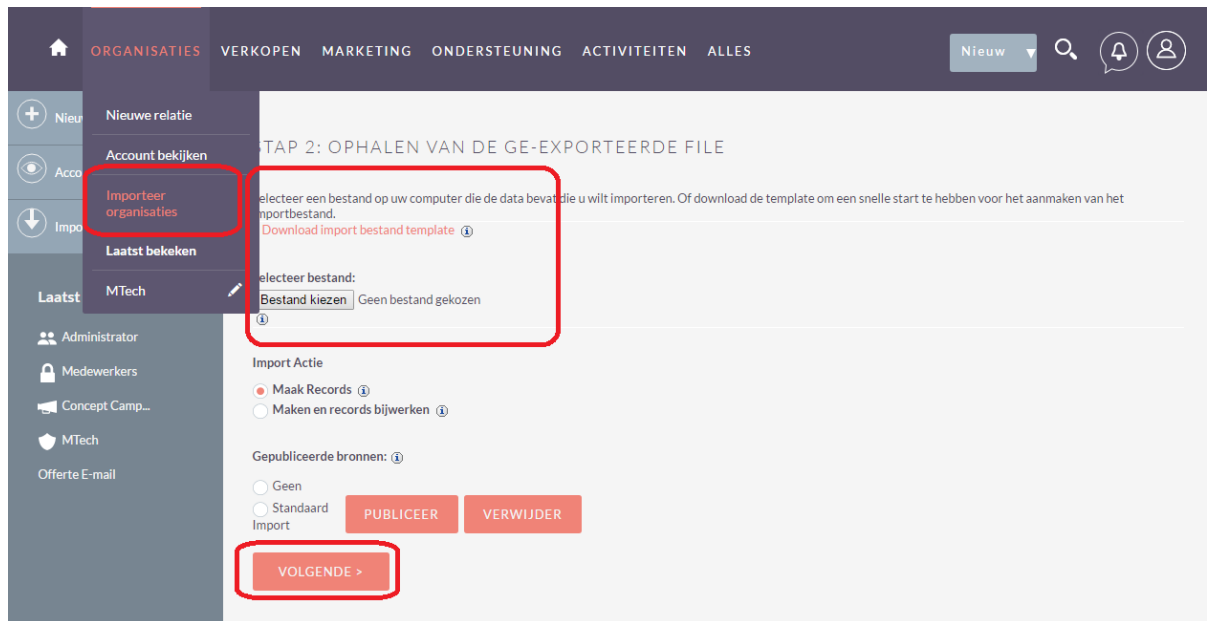 ORGANISATIES VERKOPEN MARKETING ONDERSTEUNING ACTIVITEITEN ALLES Nieuw
Nieuwe relatie
Account bekijken
Importeer
organisaties
Laatst bekeken
MTech
Nieu
Acco
Impo
Laatst
Administrator
Medewerkers
Concept Camp...
MTech
Offerte E-mail
TAP 2: OPHALEN VAN DE GE-EXPORTEERDE FILE
electeer een bestand op uw computer die de data bevat die u wilt importeren. Of download de template om een snelle start te hebben voor het aanmaken van het
mportbestand.
Download import bestand template
electeer bestand:
Bestand kiezen Geen bestand gekozen
Import Actie
Maak Records
Maken en records bijwerken
Gepubliceerde bronnen:
Geen
Standaard
Import
PUBLICEER VERWIJDER
VOLGENDE >